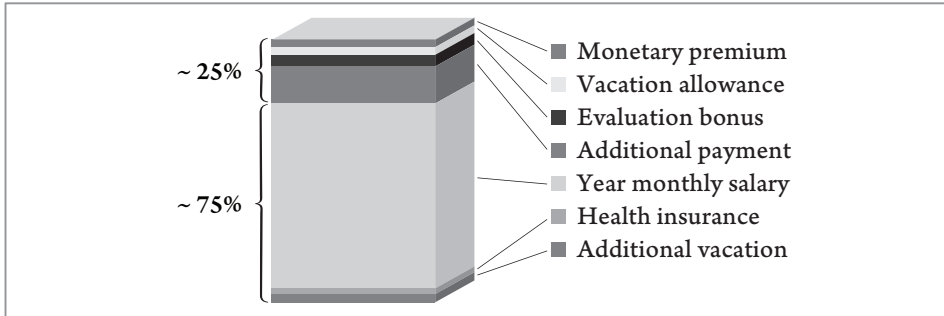 ~ 25%
~ 75%
Monetary premium
Vacation allowance
Evaluation bonus
Additional payment
Year monthly salary
Health insurance
Additional vacation